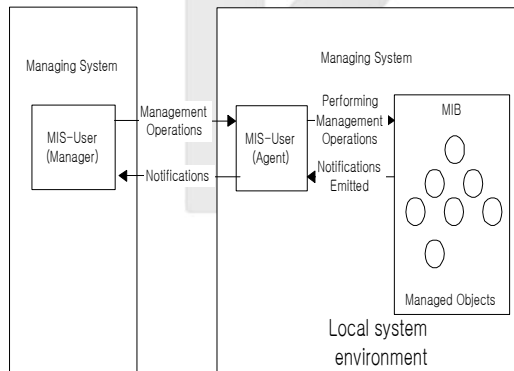 Managing System
MIS-User
(Manager)
Management
Operations
Notifications
Managing System
MIS-User
(Agent)
Performing
Management
Operations
Notifications
Emitted
MIB
Managed Objects
Local system
environment